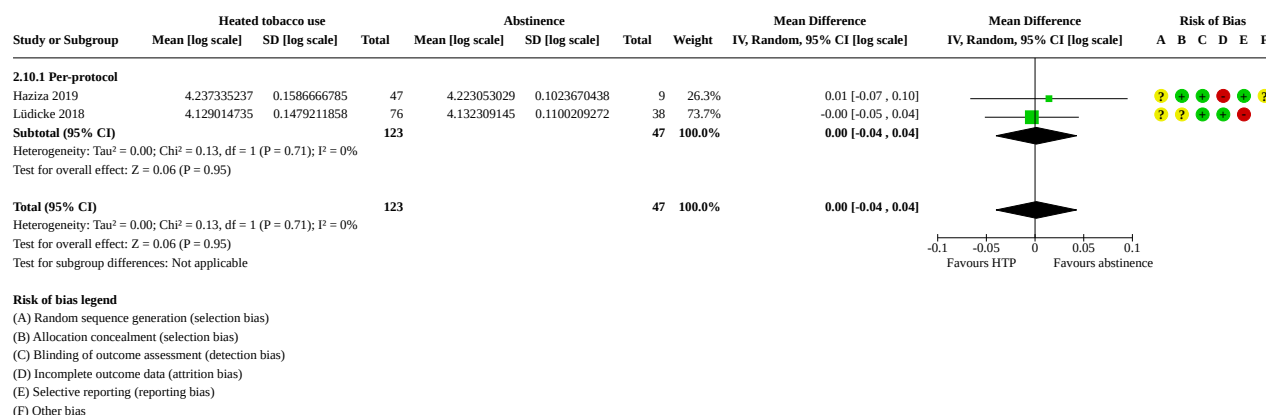 Heated tobacco use Abstinence Mean Difference Mean Difference Risk of Bias
Study or Subgroup Mean [log scale] SD [log scale] Total Mean [log scale] SD [log scale] Total Weight IV, Random, 95% CI [log scale] IV, Random, 95% CI [log scale] A B C D E F
2.10.1 Per-protocol
Haziza 2019 4.237335237 0.1586666785 47 4.223053029 0.1023670438 9 26.3% 0.01 [-0.07 , 0.10] ? + + - + ?
Lüdicke 2018 4.129014735 0.1479211858 76 4.132309145 0.1100209272 38 73.7% -0.00 [-0.05 , 0.04] ? ? + + -
Subtotal (95% CI) 123 47 100.0% 0.00 [-0.04 , 0.04]
Heterogeneity: Tau² = 0.00; Chi² = 0.13, df = 1 (P = 0.71); I² = 0%
Test for overall effect: Z = 0.06 (P = 0.95)
Total (95% CI) 123 47 100.0% 0.00 [-0.04 , 0.04]
Heterogeneity: Tau² = 0.00; Chi² = 0.13, df = 1 (P = 0.71); I² = 0%
Test for overall effect: Z = 0.06 (P = 0.95)
-0.1 -0.05 0 0.05 0.1
Test for subgroup differences: Not applicable
Favours HTP Favours abstinence
Risk of bias legend
(A) Random sequence generation (selection bias)
(B) Allocation concealment (selection bias)
(C) Blinding of outcome assessment (detection bias)
(D) Incomplete outcome data (attrition bias)
(E) Selective reporting (reporting bias)
(F) Other bias